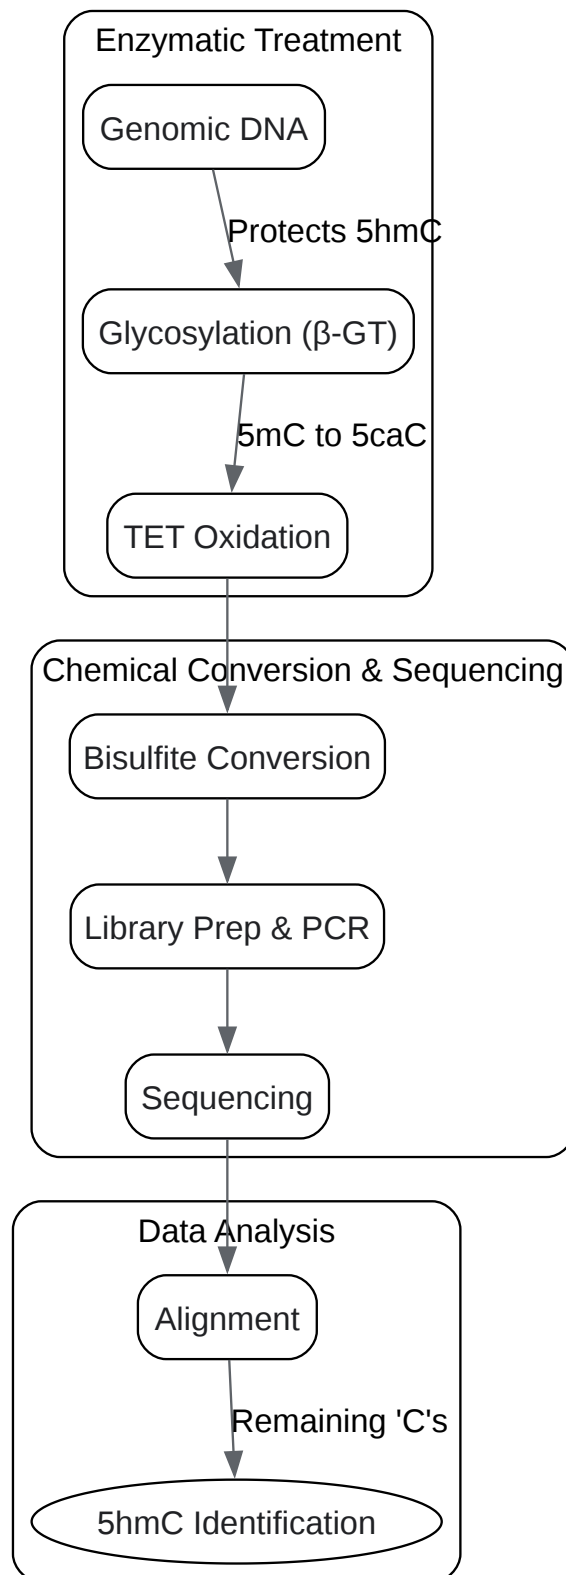 Enzymatic Treatment
Genomic DNA
Protects 5hmC
Glycosylation (β-GT)
5mC to 5caC
TET Oxidation
Chemical Conversion & Sequencing
Bisulfite Conversion
Library Prep & PCR
Sequencing
Data Analysis
Alignment
Remaining 'C's
5hmC Identification